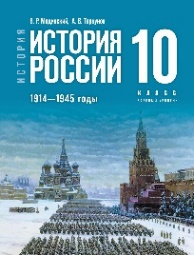 ИСТОРИЯ
В. Р. Мединский, А. В. Торкунов
ИСТОРИЯ
РОССИИ
10
КЛАСС
1914—1945 годы